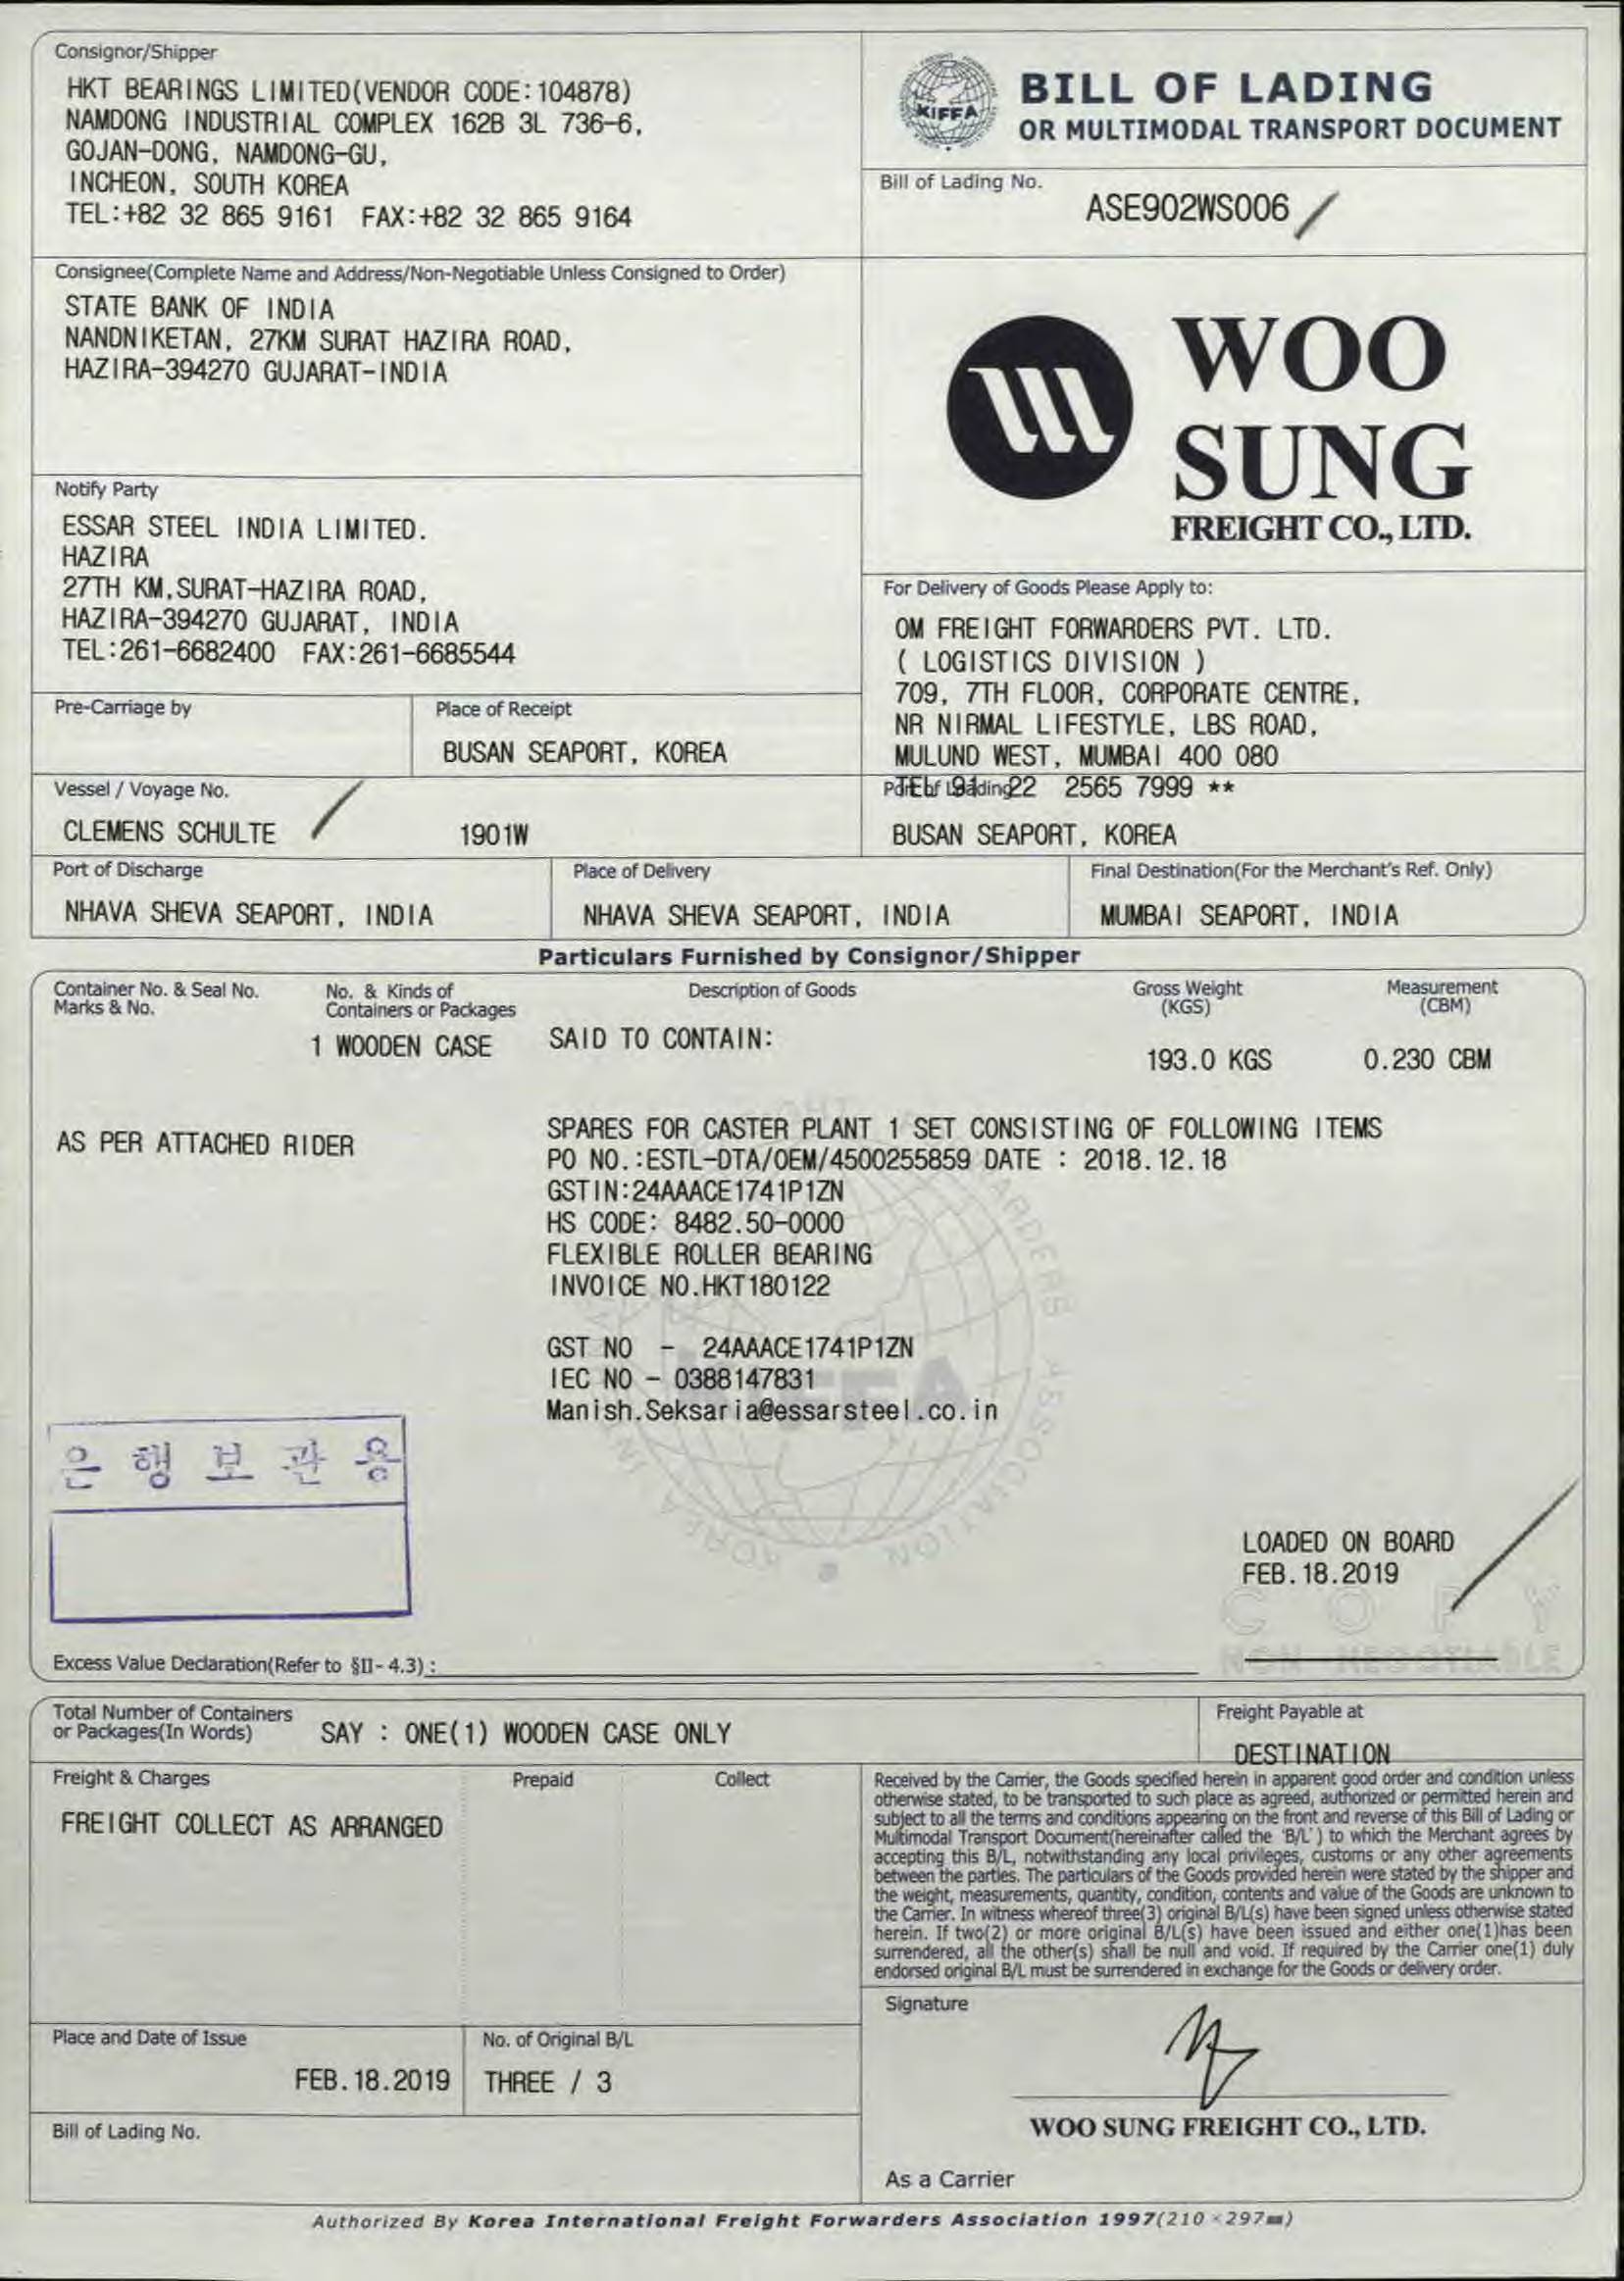 Consignor/Shipper
HKT BEARINGS LIMITED(VENDOR CODE:104878)
NAMDONG INDUSTRIAL COMPLEX 162B 3L 736-6,
GOJAN-DONG, NAMDONG-GU,
INCHEON, SOUTH KOREA
TEL:+82 32 865 9161 FAX:+82 32 865 9164
KIFFA
BILL OF LADING
OR MULTIMODAL TRANSPORT DOCUMENT
Bill of Lading No.
ASE902WS006
Consignee(Complete Name and Address/Non-Negotiable Unless Consigned to Order)
STATE BANK OF INDIA
NANDNIKETAN, 27KM SURAT HAZIRA ROAD,
HAZIRA-394270 GUJARAT-INDIA
WOO
SUNG
FREIGHT CO., LTD.
Notify Party
ESSAR STEEL INDIA LIMITED.
HAZIRA
27TH KM,SURAT-HAZIRA ROAD,
HAZIRA-394270 GUJARAT, INDIA
TEL:261-6682400 FAX:261-6685544
For Delivery of Goods Please Apply to:
OM FREIGHT FORWARDERS PVT. LTD.
( LOGISTICS DIVISION )
709, 7TH FLOOR, CORPORATE CENTRE,
NR NIRMAL LIFESTYLE, LBS ROAD,
MULUND WEST, MUMBAI 400 080
TEL 91 22 2565 7999 **
Pre-Carriage by
Place of Receipt
BUSAN SEAPORT, KOREA
Vessel / Voyage No.
CLEMENS SCHULTE 1901W
Port of Loading
BUSAN SEAPORT, KOREA
Port of Discharge
NHAVA SHEVA SEAPORT, INDIA
Place of Delivery
NHAVA SHEVA SEAPORT, INDIA
Final Destination(For the Merchant's Ref. Only)
MUMBAI SEAPORT, INDIA
Particulars Furnished by Consignor/Shipper
Container No. & Seal No.
Marks & No.
No. & Kinds of
Containers or Packages
Description of Goods
Gross Weight
(KGS)
Measurement
(CBM)
1 WOODEN CASE
SAID TO CONTAIN:
193.0 KGS
0.230 CBM
AS PER ATTACHED RIDER
SPARES FOR CASTER PLANT 1 SET CONSISTING OF FOLLOWING ITEMS
PO NO.:ESTL-DTA/OEM/4500255859 DATE : 2018.12.18
GSTIN:24AAACE1741P1ZN
HS CODE: 8482.50-0000
FLEXIBLE ROLLER BEARING
INVOICE NO.HKT180122
GST NO - 24AAACE1741P1ZN
IEC NO - 0388147831
Manish.Seksaria@essarsteel.co.in
은 행 보 관 용
LOADED ON BOARD
FEB.18.2019
COPY
NON-NEGOTIABLE
Excess Value Declaration(Refer to §II- 4.3) :
Total Number of Containers
or Packages(In Words)
SAY : ONE(1) WOODEN CASE ONLY
Freight Payable at
DESTINATION
Freight & Charges
Prepaid
Collect
FREIGHT COLLECT AS ARRANGED
Received by the Carrier, the Goods specified herein in apparent good order and condition unless
otherwise stated, to be transported to such place as agreed, authorized or permitted herein and
subject to all the terms and conditions appearing on the front and reverse of this Bill of Lading or
Multimodal Transport Document(hereinafter called the 'B/L') to which the Merchant agrees by
accepting this B/L, notwithstanding any local privileges, customs or any other agreements
between the parties. The particulars of the Goods provided herein were stated by the shipper and
the weight, measurements, quantity, condition, contents and value of the Goods are unknown to
the Carrier. In witness whereof three(3) original B/L(s) have been signed unless otherwise stated
herein. If two(2) or more original B/L(s) have been issued and either one(1)has been
surrendered, all the other(s) shall be null and void. If required by the Carrier one(1) duly
endorsed original B/L must be surrendered in exchange for the Goods or delivery order.
Place and Date of Issue
FEB.18.2019
No. of Original B/L
THREE / 3
Signature
WOO SUNG FREIGHT CO., LTD.
Bill of Lading No.
As a Carrier
Authorized By Korea International Freight Forwarders Association 1997(210×297㎜)